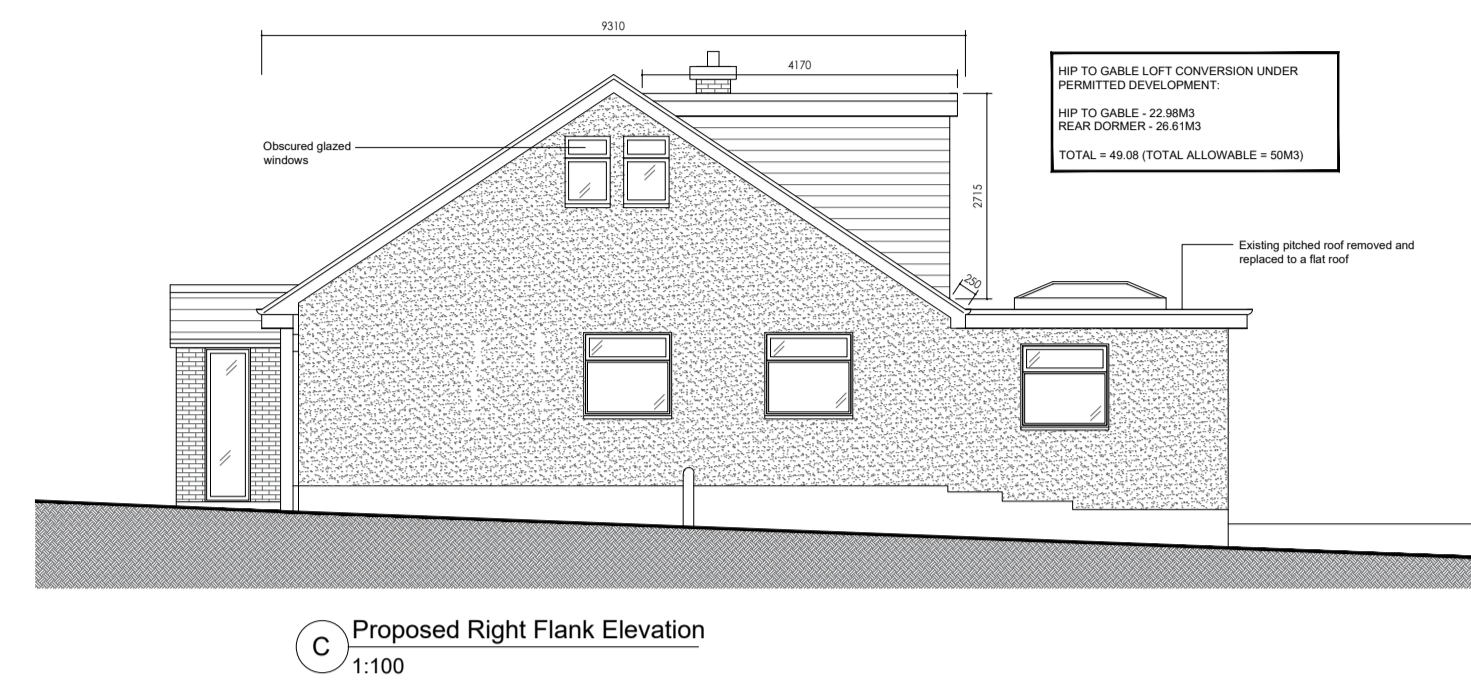 9310
4170
HIP TO GABLE LOFT CONVERSION UNDER
PERMITTED DEVELOPMENT:
HIP TO GABLE - 22.98M3
REAR DORMER - 26.61M3
TOTAL = 49.08 (TOTAL ALLOWABLE = 50M3)
Obscured glazed
windows
2715
250
Existing pitched roof removed and
replaced to a flat roof
C
Proposed Right Flank Elevation
1:100